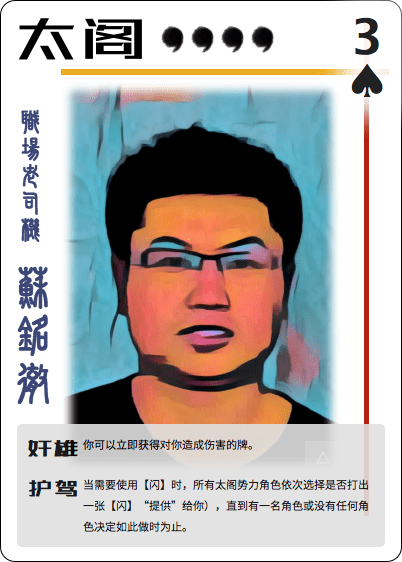 太阁
3
職場老司機
蘇銘徹
奸雄 你可以立即获得对你造成伤害的牌。
护驾 当需要使用【闪】时，所有太阁势力角色依次选择是否打出
一张【闪】“提供”给你），直到有一名角色或没有任何角
色决定如此做时为止。